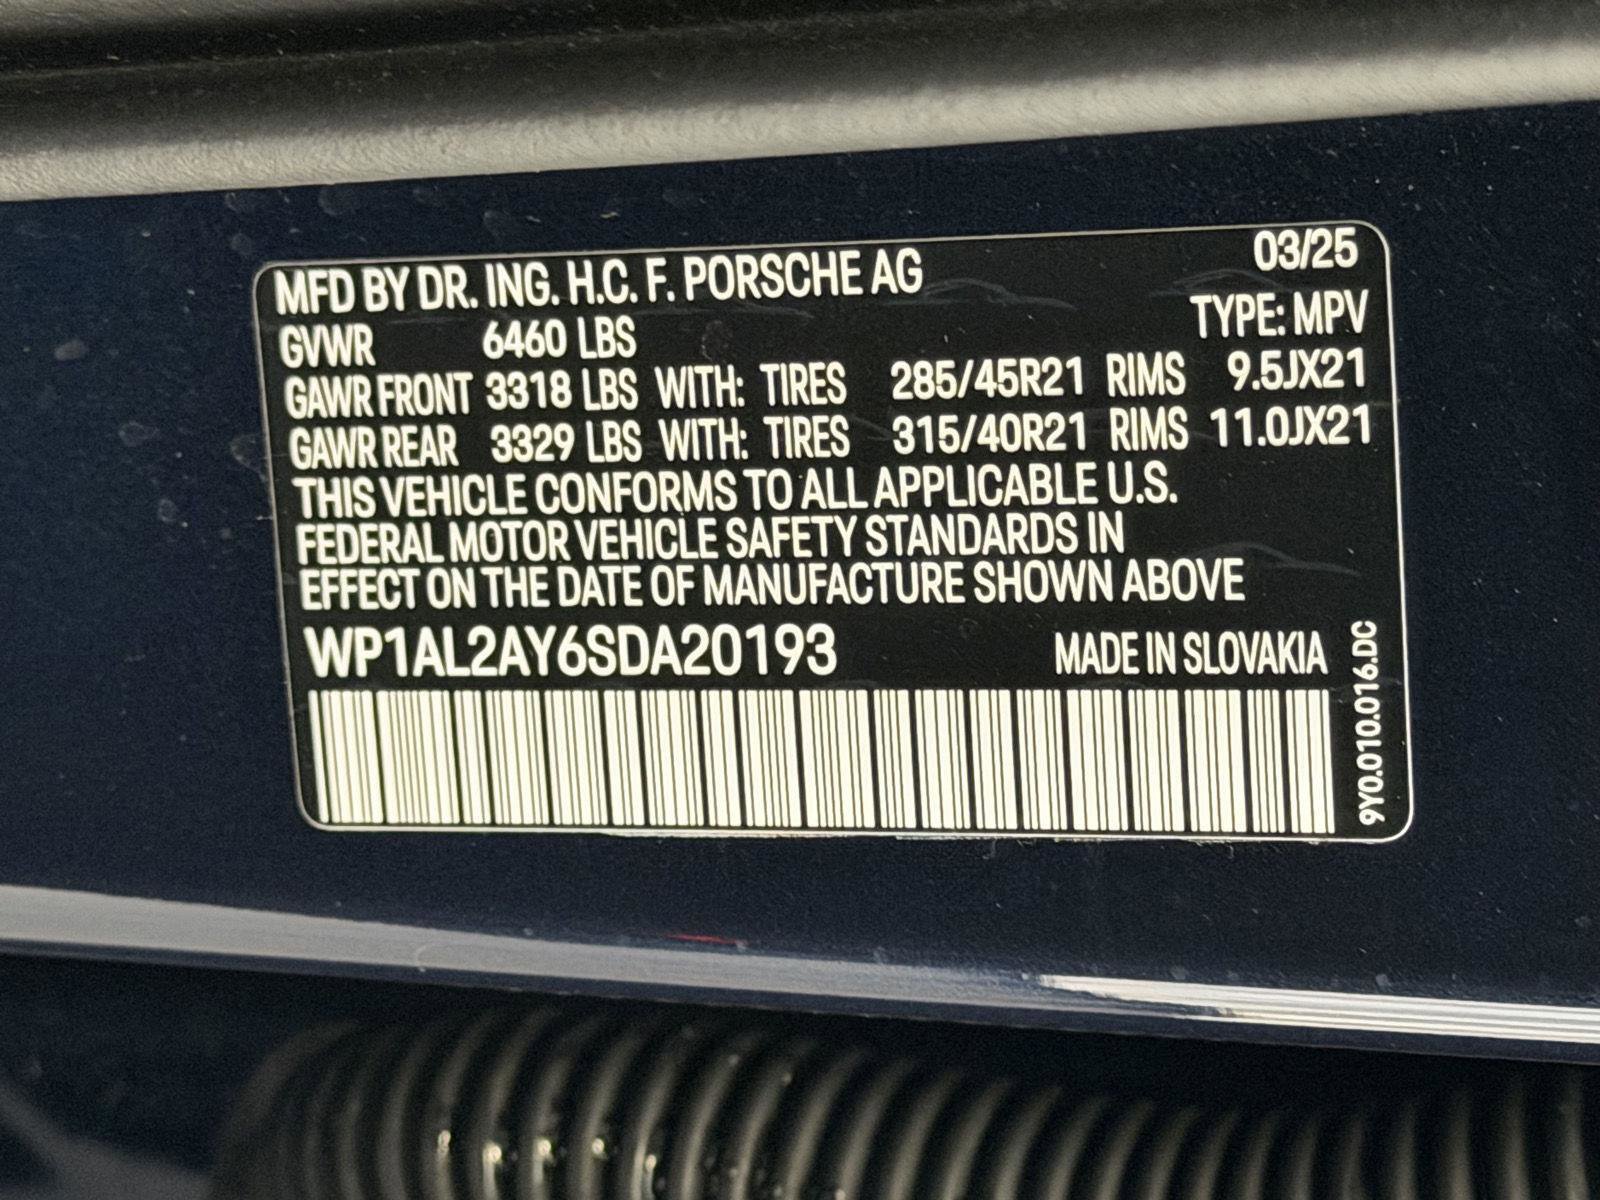 MFD BY DR. ING. H.C. F. PORSCHE AG 03/25
GVWR 6460 LBS TYPE: MPV
GAWR FRONT 3318 LBS WITH: TIRES 285/45R21 RIMS 9.5JX21
GAWR REAR 3329 LBS WITH: TIRES 315/40R21 RIMS 11.0JX21
THIS VEHICLE CONFORMS TO ALL APPLICABLE U.S.
FEDERAL MOTOR VEHICLE SAFETY STANDARDS IN
EFFECT ON THE DATE OF MANUFACTURE SHOWN ABOVE
WP1AL2AY6SDA20193 MADE IN SLOVAKIA
9Y0.010.016.DC